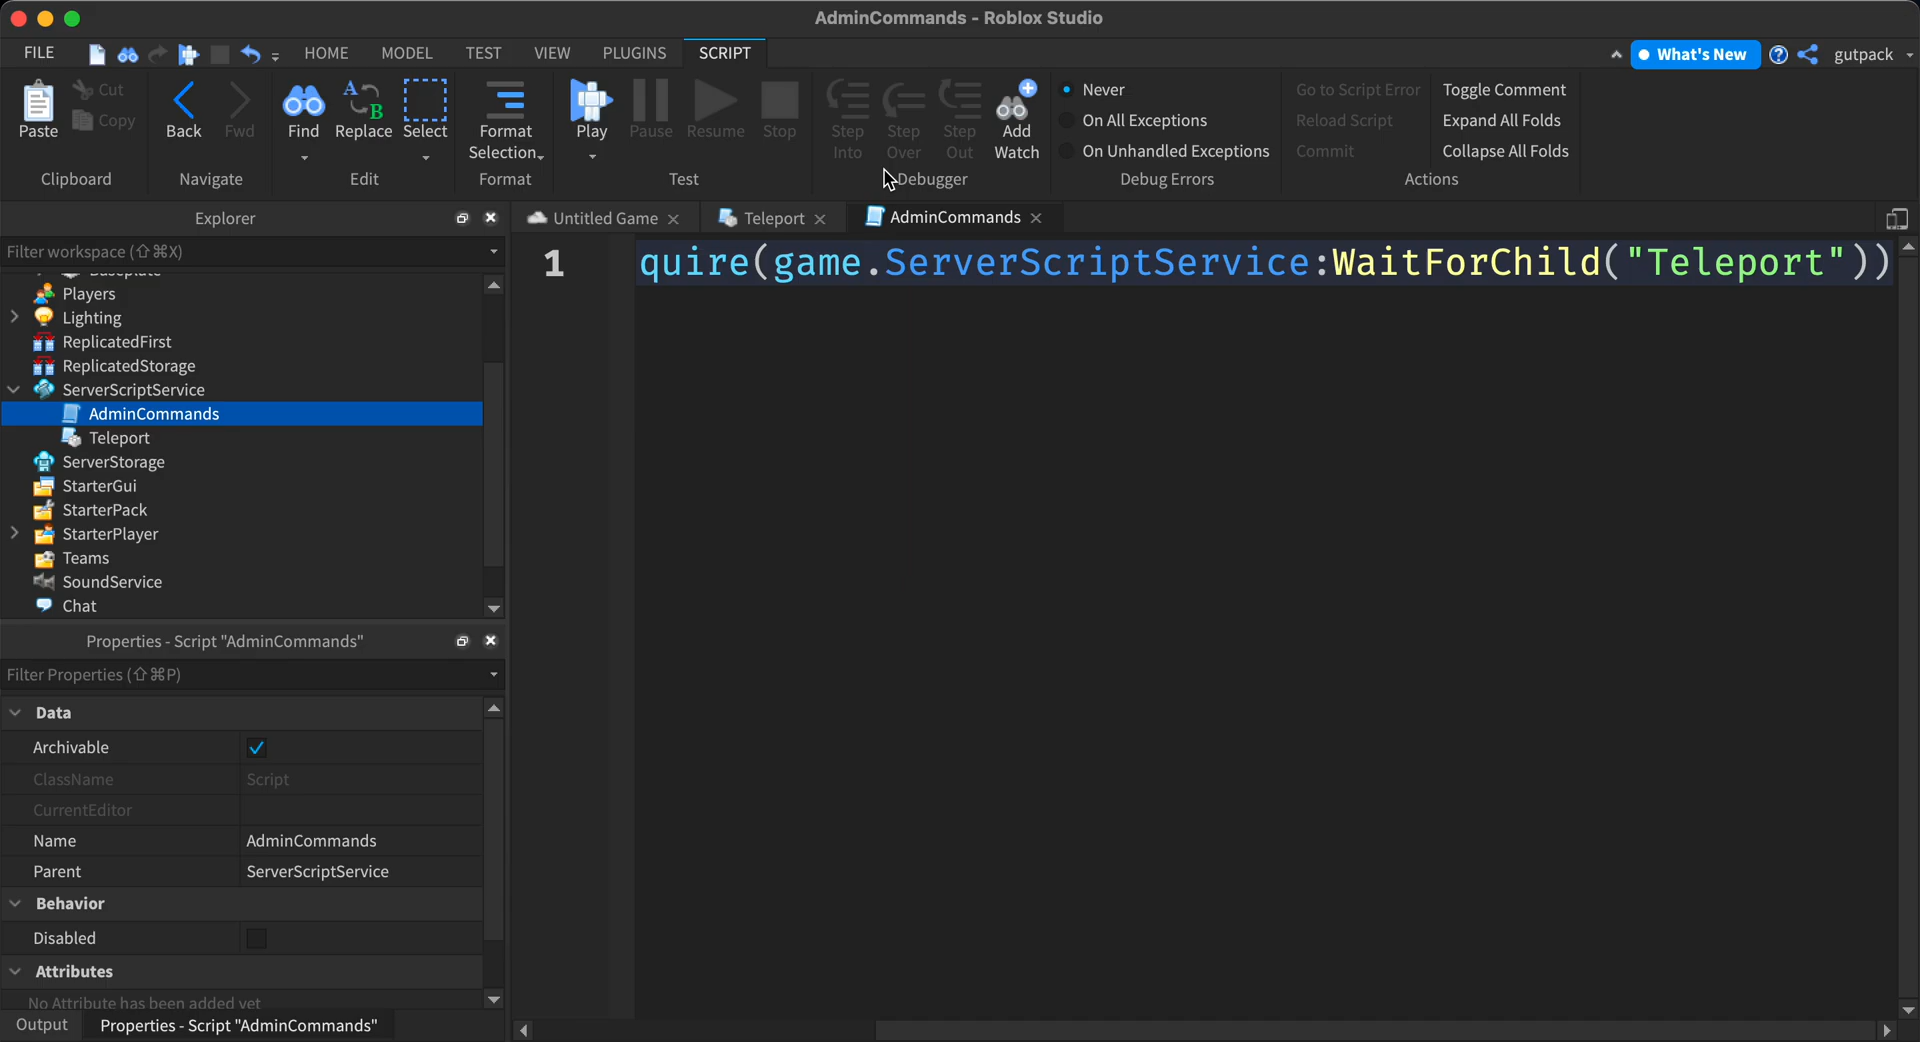 AdminCommands - Roblox Studio
FILE
HOME
MODEL
TEST
VIEW
PLUGINS
SCRIPT
What's New
gutpack
Paste
Cut
Copy
Clipboard
Back
Fwd
Navigate
Find
Replace
Select
Edit
Format
Selection
Format
Play
Pause
Resume
Stop
Test
Step
Into
Step
Over
Step
Out
Add
Watch
Debugger
Never
On All Exceptions
On Unhandled Exceptions
Debug Errors
Go to Script Error
Reload Script
Commit
Toggle Comment
Expand All Folds
Collapse All Folds
Actions
Explorer
Filter workspace (⇧⌘X)
Baseplate
Players
Lighting
ReplicatedFirst
ReplicatedStorage
ServerScriptService
AdminCommands
Teleport
ServerStorage
StarterGui
StarterPack
StarterPlayer
Teams
SoundService
Chat
Untitled Game
Teleport
AdminCommands
1 quire(game.ServerScriptService:WaitForChild("Teleport"))
Properties - Script "AdminCommands"
Filter Properties (⇧⌘P)
Data
Archivable
ClassName Script
CurrentEditor
Name AdminCommands
Parent ServerScriptService
Behavior
Disabled
Attributes
No Attribute has been added yet
Output
Properties - Script "AdminCommands"